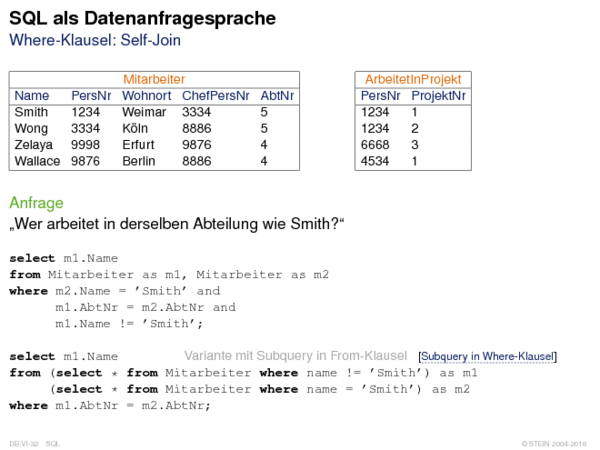 SQL als Datenanfragesprache
Where-Klausel: Self-Join
Mitarbeiter
Name PersNr Wohnort ChefPersNr AbtNr
Smith 1234 Weimar 3334 5
Wong 3334 Köln 8886 5
Zelaya 9998 Erfurt 9876 4
Wallace 9876 Berlin 8886 4
ArbeitetInProjekt
PersNr ProjektNr
1234 1
1234 2
6668 3
4534 1
Anfrage
„Wer arbeitet in derselben Abteilung wie Smith?“
select m1.Name
from Mitarbeiter as m1, Mitarbeiter as m2
where m2.Name = ’Smith’ and
m1.AbtNr = m2.AbtNr and
m1.Name != ’Smith’;
select m1.Name Variante mit Subquery in From-Klausel [Subquery in Where-Klausel]
from (select * from Mitarbeiter where name != ’Smith’) as m1
(select * from Mitarbeiter where name = ’Smith’) as m2
where m1.AbtNr = m2.AbtNr;
DB:VI-32 SQL © STEIN 2004-2018